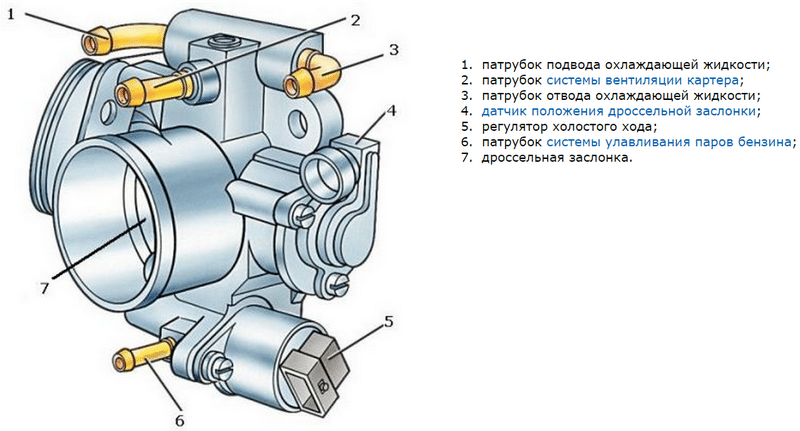 1
2
3
4
5
6
7
1. патрубок подвода охлаждающей жидкости;
2. патрубок системы вентиляции картера;
3. патрубок отвода охлаждающей жидкости;
4. датчик положения дроссельной заслонки;
5. регулятор холостого хода;
6. патрубок системы улавливания паров бензина;
7. дроссельная заслонка.